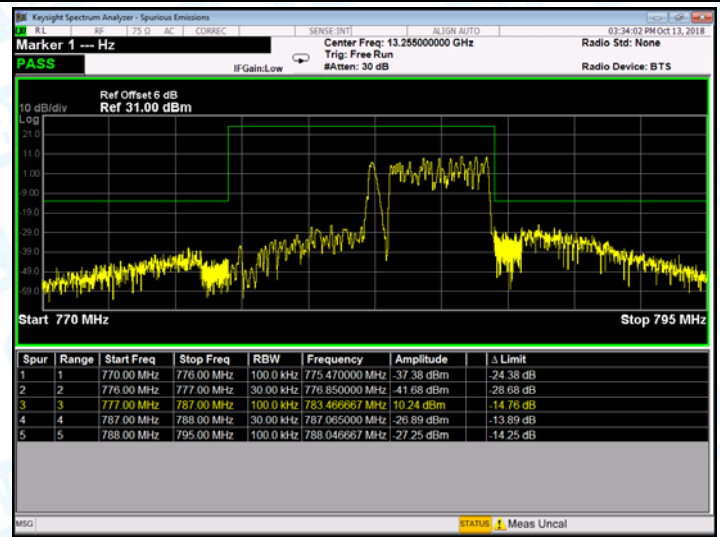 Keysight Spectrum Analyzer - Spurious Emissions
RL RF 75 Ω AC CORREC SENSE:INT ALIGN AUTO 03:34:02 PM Oct 13, 2018
Marker 1 --- Hz Center Freq: 13.255000000 GHz Radio Std: None
Trig: Free Run
PASS IFGain:Low #Atten: 30 dB Radio Device: BTS
Ref Offset 6 dB
10 dB/div Ref 31.00 dBm
Log
21.0
11.0
1.00
-9.00
-19.0
-29.0
-39.0
-49.0
-59.0
Start 770 MHz Stop 795 MHz
Spur Range Start Freq Stop Freq RBW Frequency Amplitude Δ Limit
1 1 770.00 MHz 776.00 MHz 100.0 kHz 775.470000 MHz -37.38 dBm -24.38 dB
2 2 776.00 MHz 777.00 MHz 30.00 kHz 776.850000 MHz -41.68 dBm -28.68 dB
3 3 777.00 MHz 787.00 MHz 100.0 kHz 783.466667 MHz 10.24 dBm -14.76 dB
4 4 787.00 MHz 788.00 MHz 30.00 kHz 787.065000 MHz -26.89 dBm -13.89 dB
5 5 788.00 MHz 795.00 MHz 100.0 kHz 788.046667 MHz -27.25 dBm -14.25 dB
MSG STATUS Meas Uncal